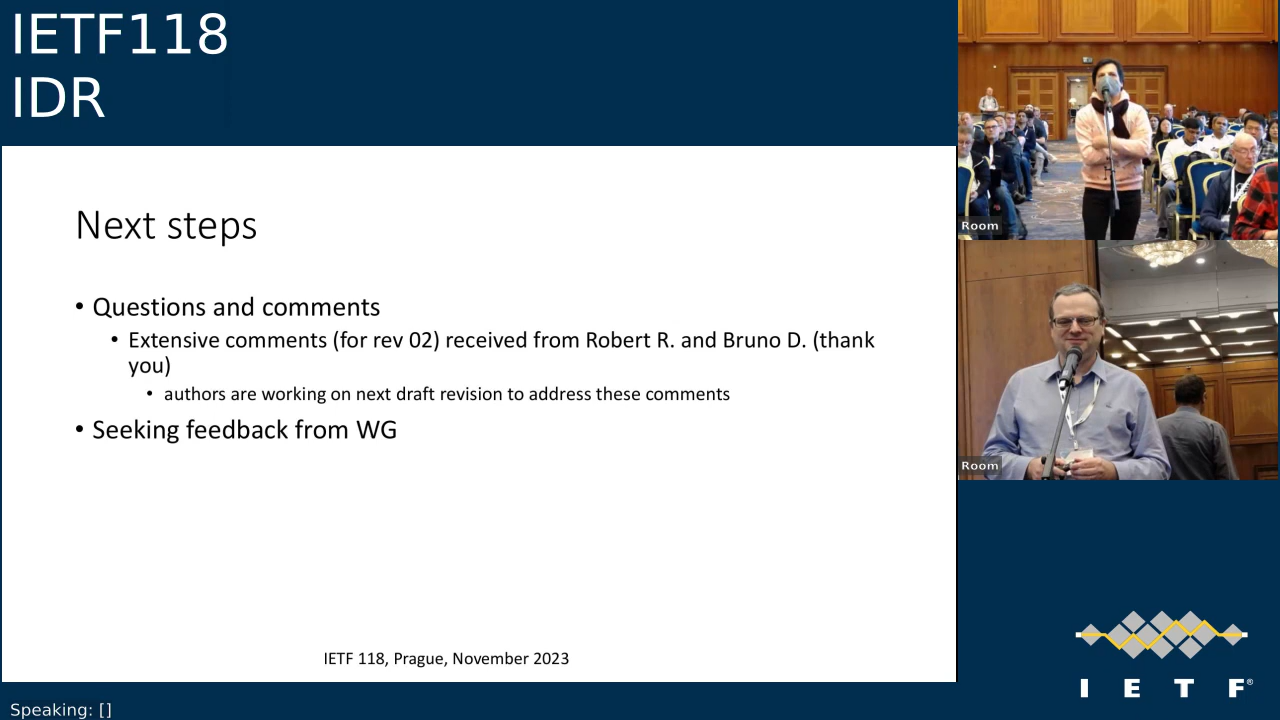 IETF118
IDR
Next steps
• Questions and comments
• Extensive comments (for rev 02) received from Robert R. and Bruno D. (thank
you)
• authors are working on next draft revision to address these comments
• Seeking feedback from WG
IETF 118, Prague, November 2023
Room
Room
I E T F®
Speaking: []